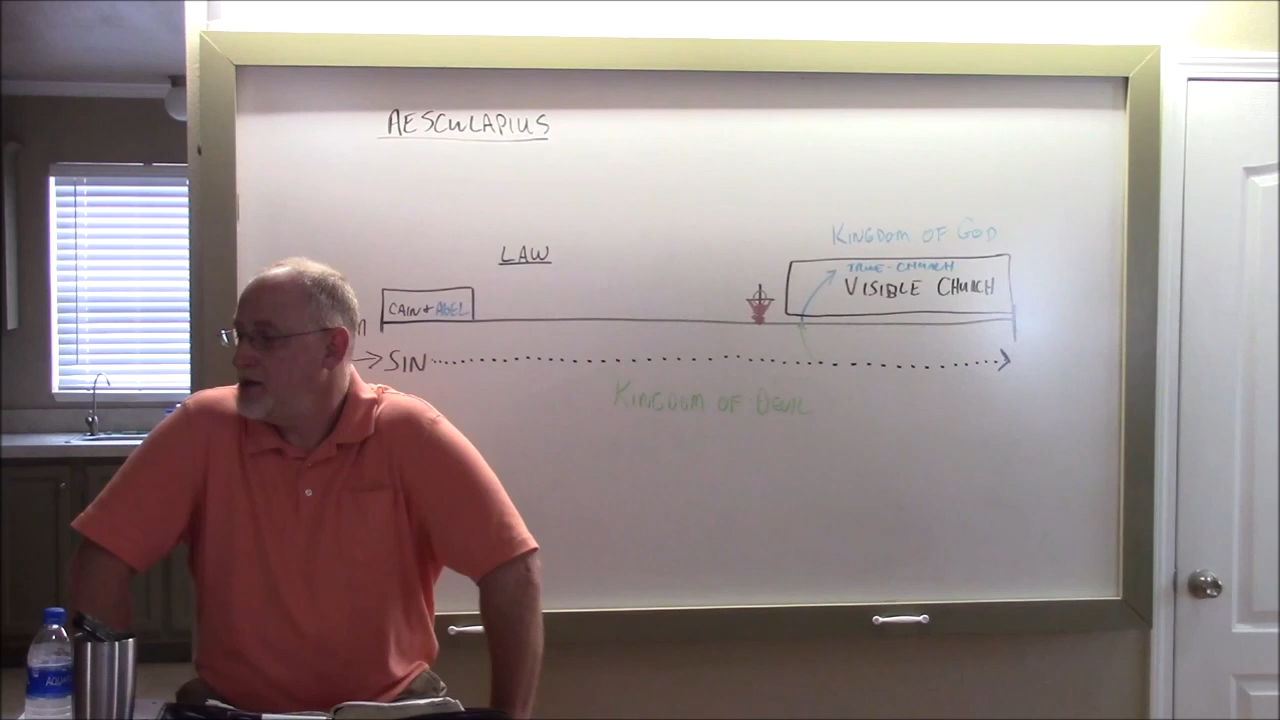 AESCULAPIUS
LAW
KINGDOM OF GOD
TRUE-CHURCH
VISIBLE CHURCH
CAIN + ABEL
SIN
KINGDOM OF DEVIL